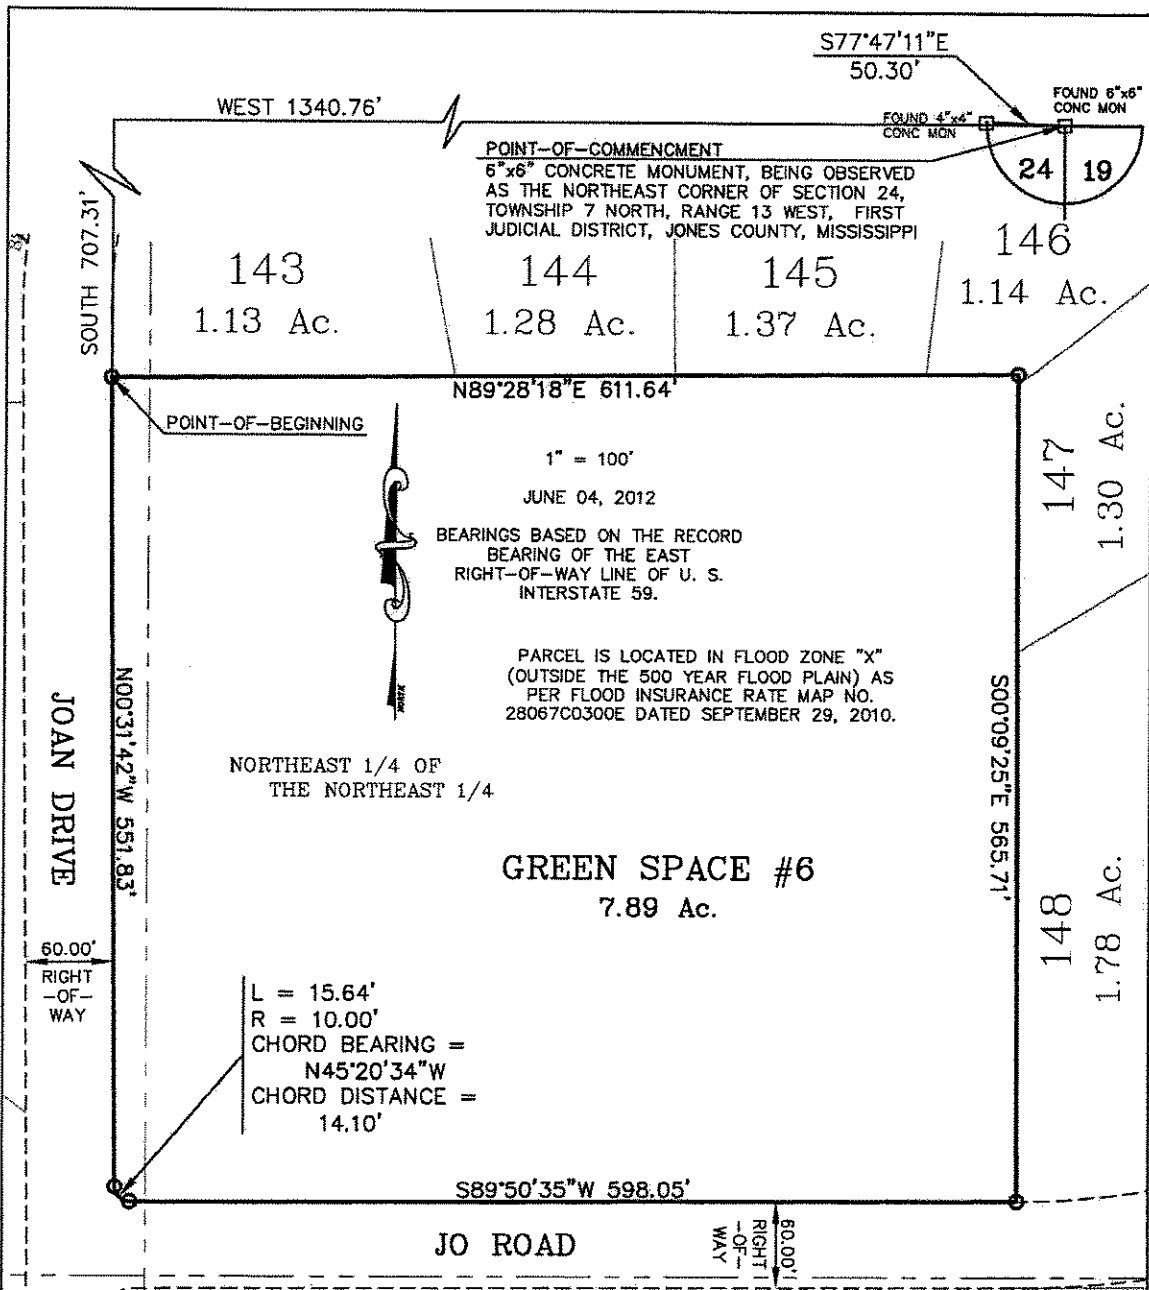 S77°47'11"E
50.30'
WEST 1340.76'
FOUND 6"x6"
CONC MON
FOUND 4"x4"
CONC MON
POINT-OF-COMMENCMENT
6"x6" CONCRETE MONUMENT, BEING OBSERVED
AS THE NORTHEAST CORNER OF SECTION 24,
TOWNSHIP 7 NORTH, RANGE 13 WEST, FIRST
JUDICIAL DISTRICT, JONES COUNTY, MISSISSIPPI
24 19
SOUTH 707.31'
143
1.13 Ac.
144
1.28 Ac.
145
1.37 Ac.
146
1.14 Ac.
N89°28'18"E 611.64'
POINT-OF-BEGINNING
1" = 100'
JUNE 04, 2012
BEARINGS BASED ON THE RECORD
BEARING OF THE EAST
RIGHT-OF-WAY LINE OF U. S.
INTERSTATE 59.
147
1.30 Ac.
PARCEL IS LOCATED IN FLOOD ZONE "X"
(OUTSIDE THE 500 YEAR FLOOD PLAIN) AS
PER FLOOD INSURANCE RATE MAP NO.
28067C0300E DATED SEPTEMBER 29, 2010.
JOAN DRIVE
N00°31'42"W 551.83'
NORTHEAST 1/4 OF
THE NORTHEAST 1/4
S00°09'25"E 565.71'
GREEN SPACE #6
7.89 Ac.
148
1.78 Ac.
60.00'
RIGHT
-OF-
WAY
L = 15.64'
R = 10.00'
CHORD BEARING =
N45°20'34"W
CHORD DISTANCE =
14.10'
S89°50'35"W 598.05'
JO ROAD
60.00'
RIGHT
-OF-
WAY